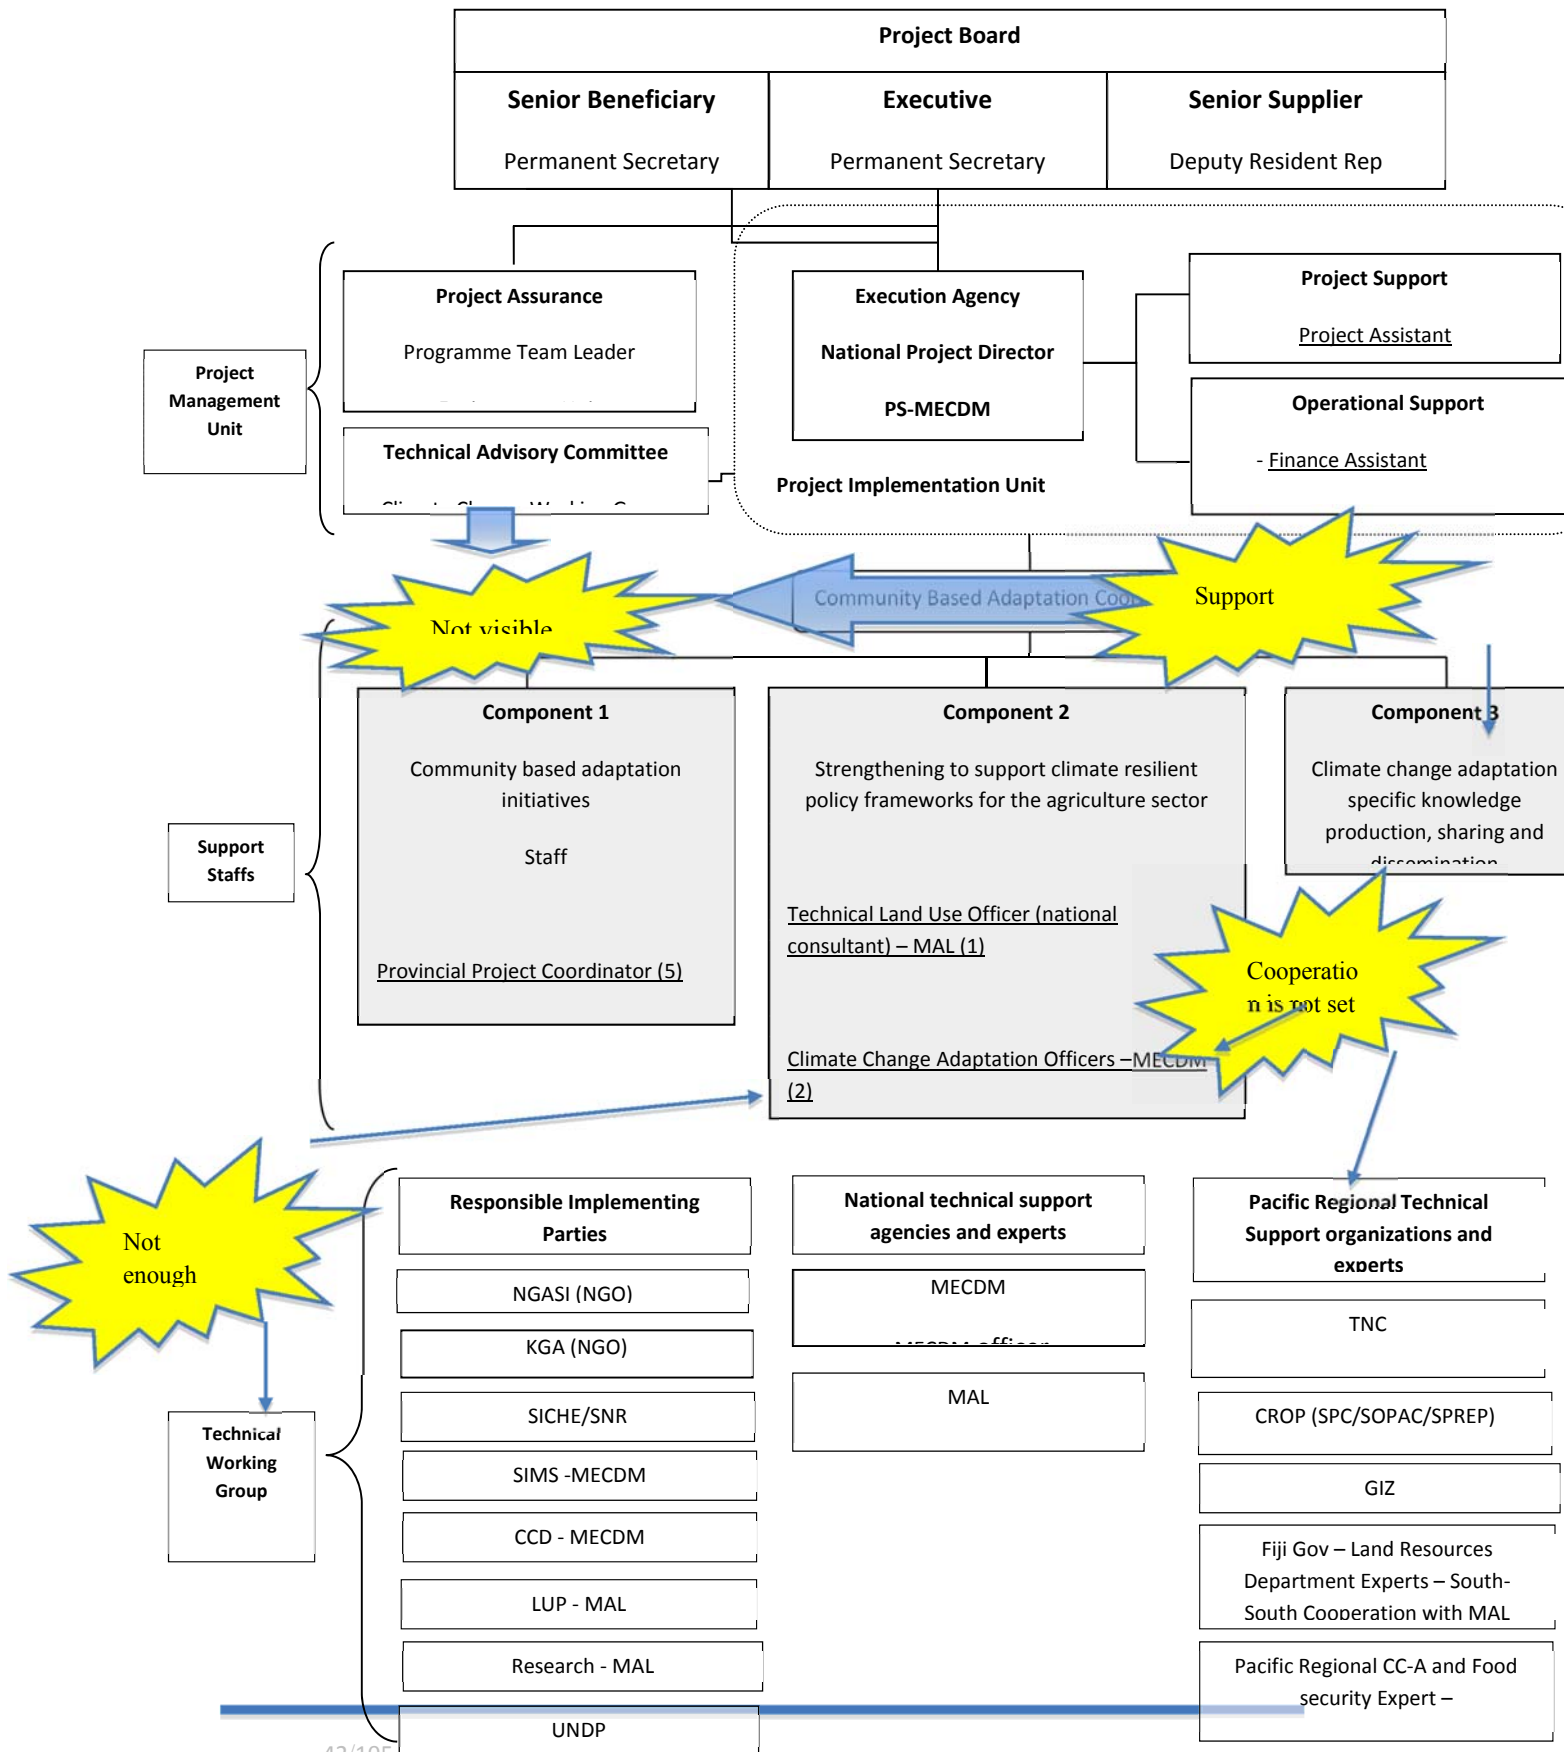 Project Board
Senior Beneficiary
Executive
Senior Supplier
Permanent Secretary
Permanent Secretary
Deputy Resident Rep
Project Management Unit
Project Assurance
Programme Team Leader
Technical Advisory Committee
Execution Agency
National Project Director
PS-MECDM
Project Implementation Unit
Project Support
Project Assistant
Operational Support
- Finance Assistant
Not visible
Community Based Adaptation
Support
Support Staffs
Component 1
Community based adaptation
initiatives
Staff
Provincial Project Coordinator (5)
Component 2
Strengthening to support climate resilient
policy frameworks for the agriculture sector
Technical Land Use Officer (national
consultant) – MAL (1)
Climate Change Adaptation Officers –MECDM
(2)
Component 3
Climate change adaptation
specific knowledge
production, sharing and
dissemination
Cooperatio
n is not set
Not
enough
Technical
Working
Group
Responsible Implementing
Parties
NGASI (NGO)
KGA (NGO)
SICHE/SNR
SIMS -MECDM
CCD - MECDM
LUP - MAL
Research - MAL
UNDP
National technical support
agencies and experts
MECDM
MECDM officer
MAL
Pacific Regional Technical
Support organizations and
experts
TNC
CROP (SPC/SOPAC/SPREP)
GIZ
Fiji Gov – Land Resources
Department Experts – South-
South Cooperation with MAL
Pacific Regional CC-A and Food
security Expert –